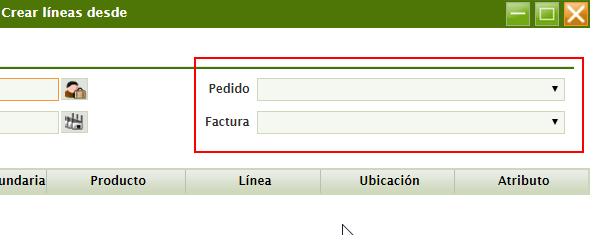 Crear líneas desde
Pedido
Factura
undaria Producto Línea Ubicación Atributo